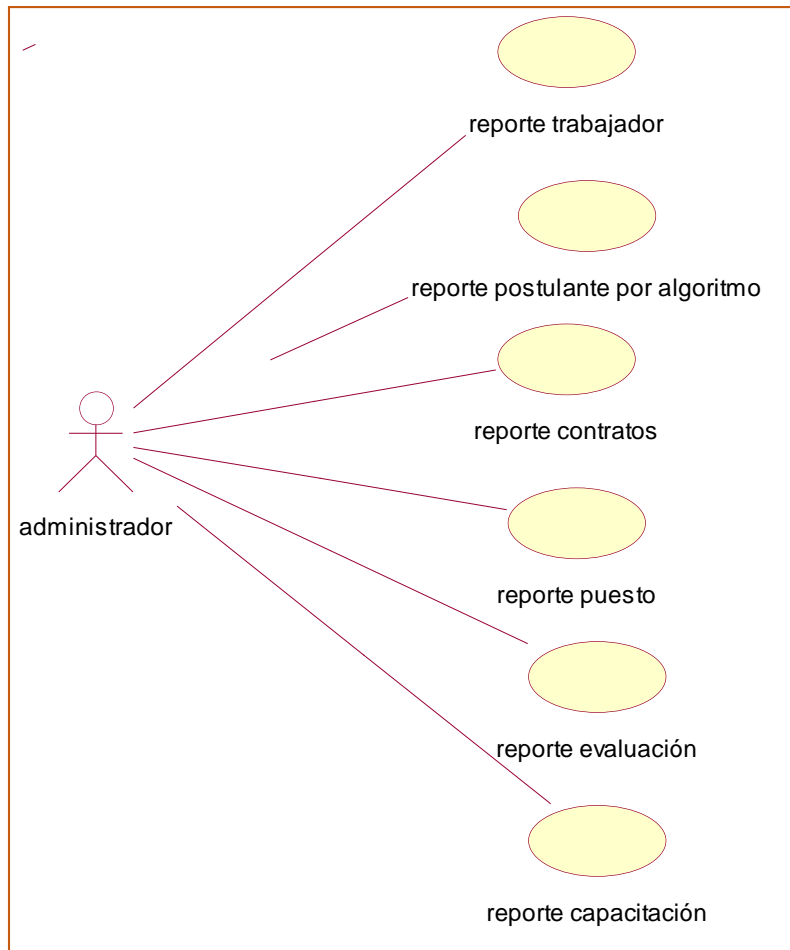 reporte trabajador
reporte postulante por algoritmo
reporte contratos
administrador
reporte puesto
reporte evaluación
reporte capacitación